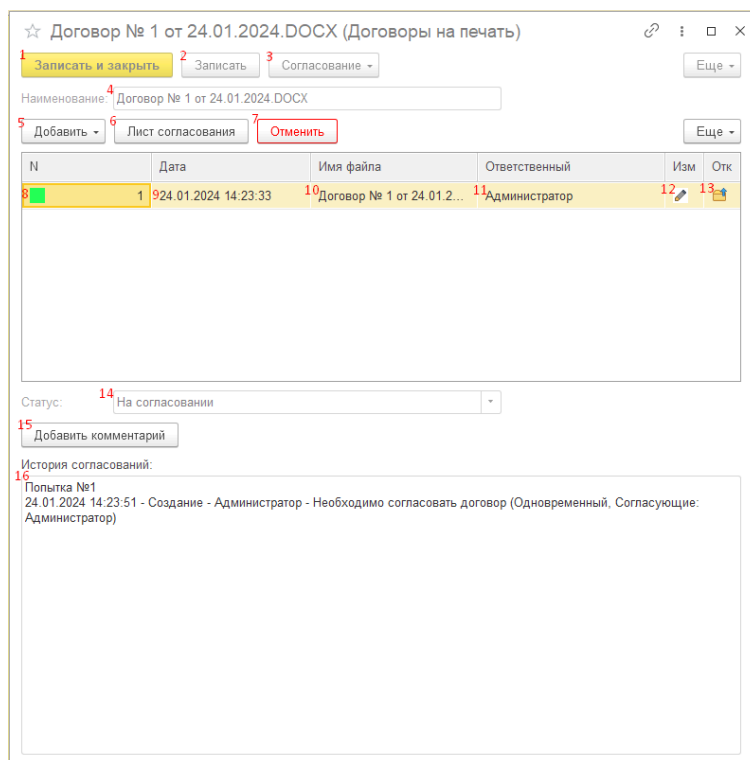 ☆ Договор № 1 от 24.01.2024.DOCX (Договоры на печать)
1 Записать и закрыть 2 Записать 3 Согласование Еще
Наименование: 4 Договор № 1 от 24.01.2024.DOCX
5 Добавить 6 Лист согласования 7 Отменить Еще
N Дата Имя файла Ответственный Изм Отк
8 1 9 24.01.2024 14:23:33 10 Договор № 1 от 24.01.2... 11 Администратор 12 13
Статус: 14 На согласовании
15 Добавить комментарий
История согласований:
16
Попытка №1
24.01.2024 14:23:51 - Создание - Администратор - Необходимо согласовать договор (Одновременный, Согласующие:
Администратор)